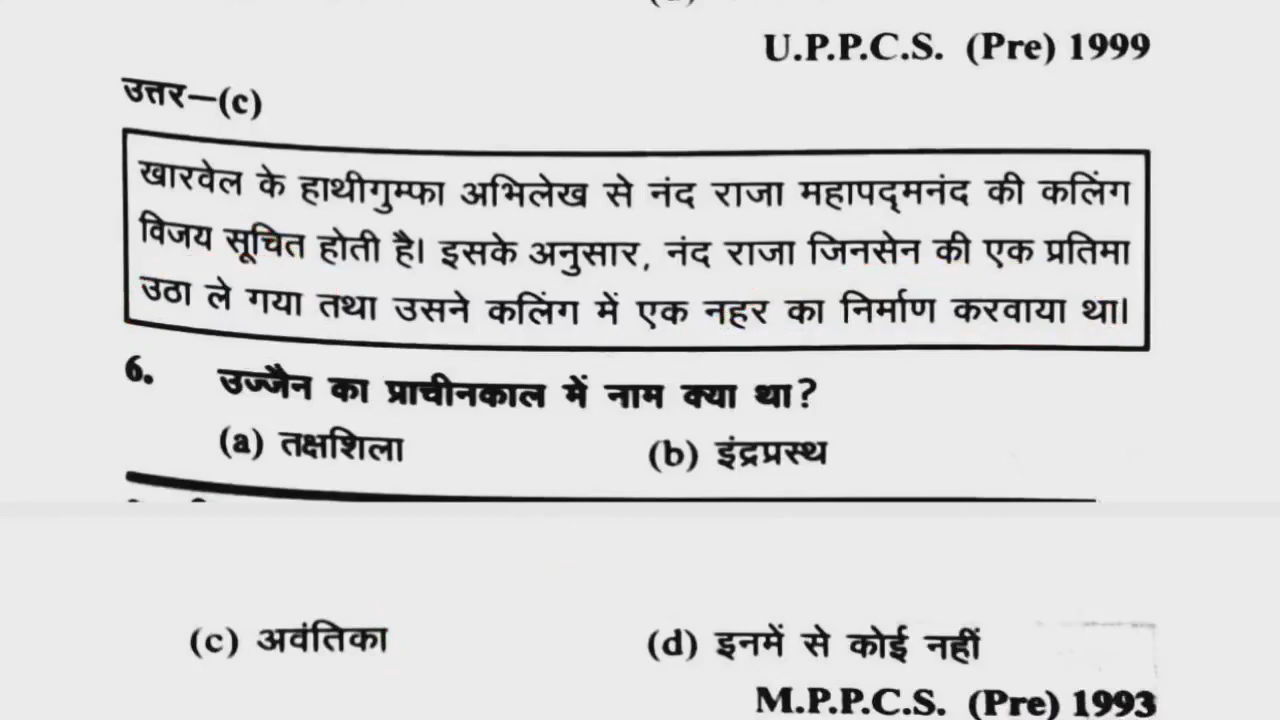 U.P.P.C.S. (Pre) 1999
उत्तर—(c)
खारवेल के हाथीगुम्फा अभिलेख से नंद राजा महापद्मनंद की कलिंग
विजय सूचित होती है। इसके अनुसार, नंद राजा जिनसेन की एक प्रतिमा
उठा ले गया तथा उसने कलिंग में एक नहर का निर्माण करवाया था।
6. उज्जैन का प्राचीनकाल में नाम क्या था?
(a) तक्षशिला (b) इंद्रप्रस्थ
(c) अवंतिका (d) इनमें से कोई नहीं
M.P.P.C.S. (Pre) 1993